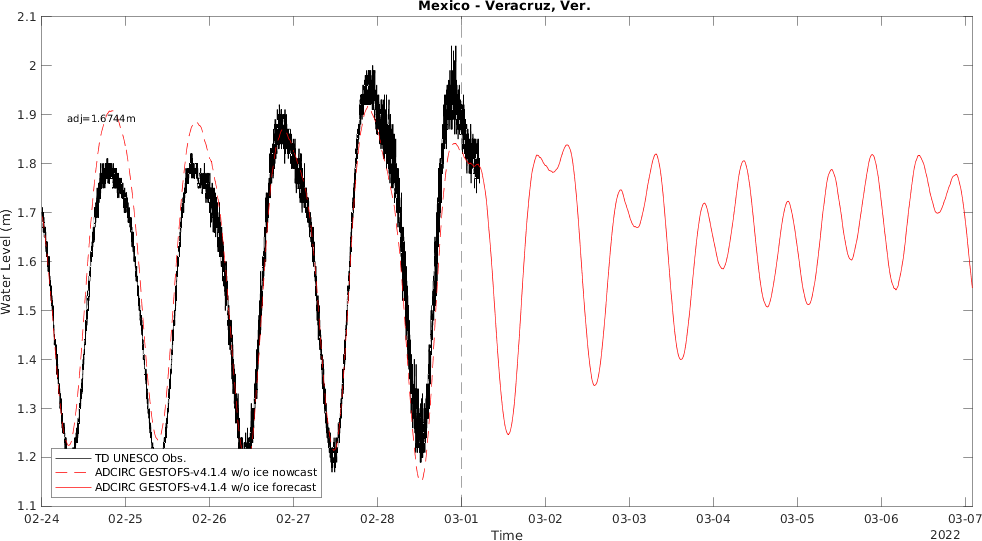 Mexico - Veracruz, Ver.
2.1
2
1.9
1.8
1.7
1.6
1.5
1.4
1.3
1.2
1.1
Water Level (m)
adj=1.6744m
TD UNESCO Obs.
ADCIRC GESTOFS-v4.1.4 w/o ice nowcast
ADCIRC GESTOFS-v4.1.4 w/o ice forecast
02-24 02-25 02-26 02-27 02-28 03-01 03-02 03-03 03-04 03-05 03-06 03-07
Time
2022